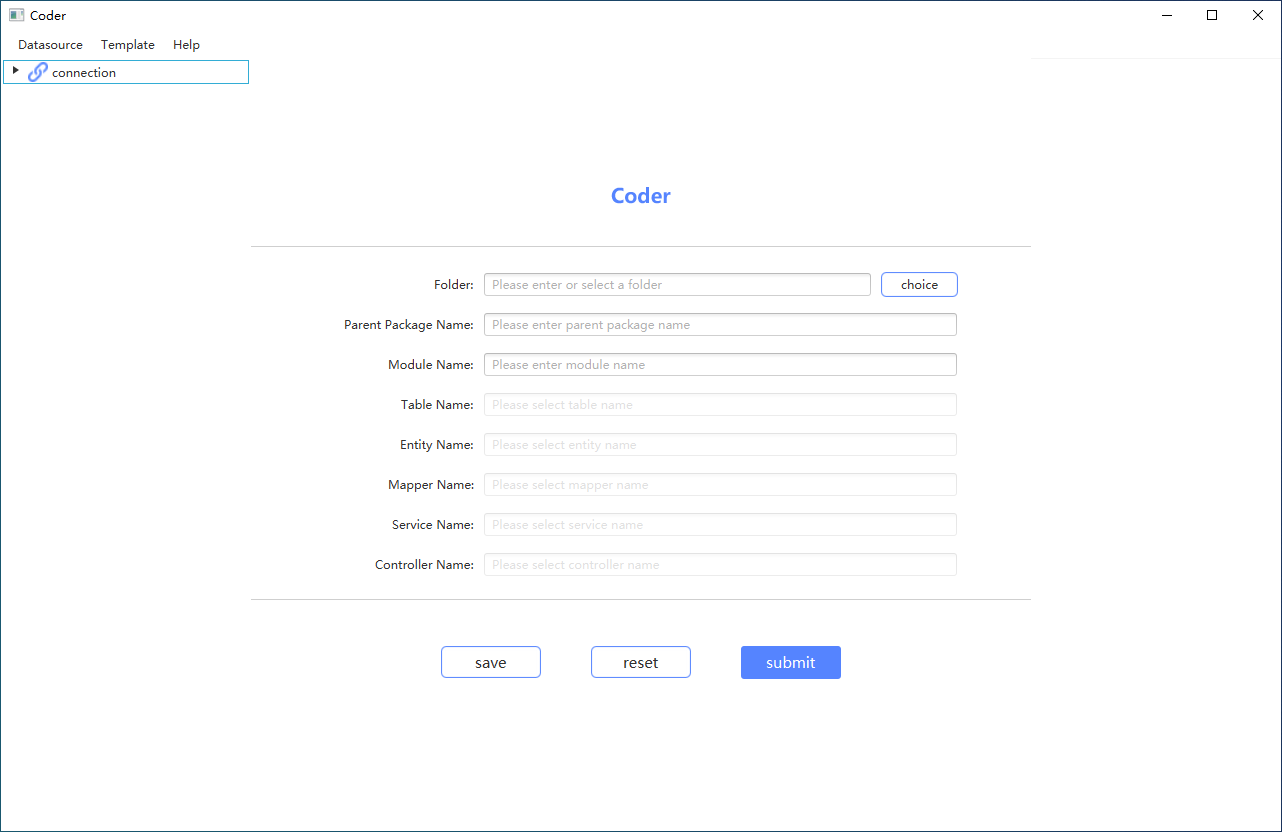 Coder
Datasource Template Help
connection
Coder
Folder: Please enter or select a folder choice
Parent Package Name: Please enter parent package name
Module Name: Please enter module name
Table Name: Please select table name
Entity Name: Please select entity name
Mapper Name: Please select mapper name
Service Name: Please select service name
Controller Name: Please select controller name
save reset submit